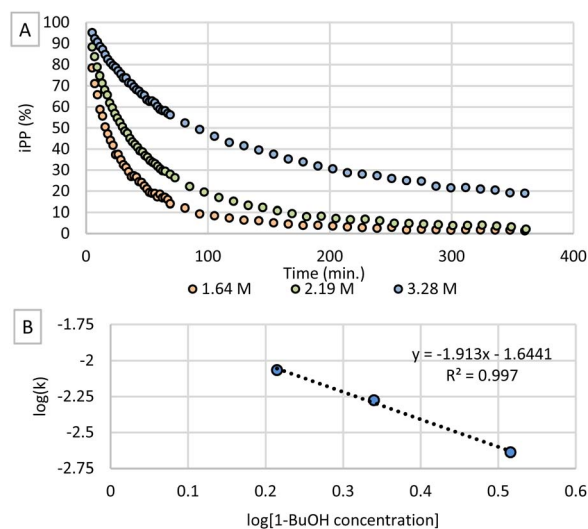 A
iPP (%)
100
90
80
70
60
50
40
30
20
10
0
0 100 200 300 400
Time (min.)
1.64 M 2.19 M 3.28 M
B
log(k)
-1.75
-2
-2.25
-2.5
-2.75
y = -1.913x - 1.6441
R² = 0.997
0 0.1 0.2 0.3 0.4 0.5 0.6
log[1-BuOH concentration]